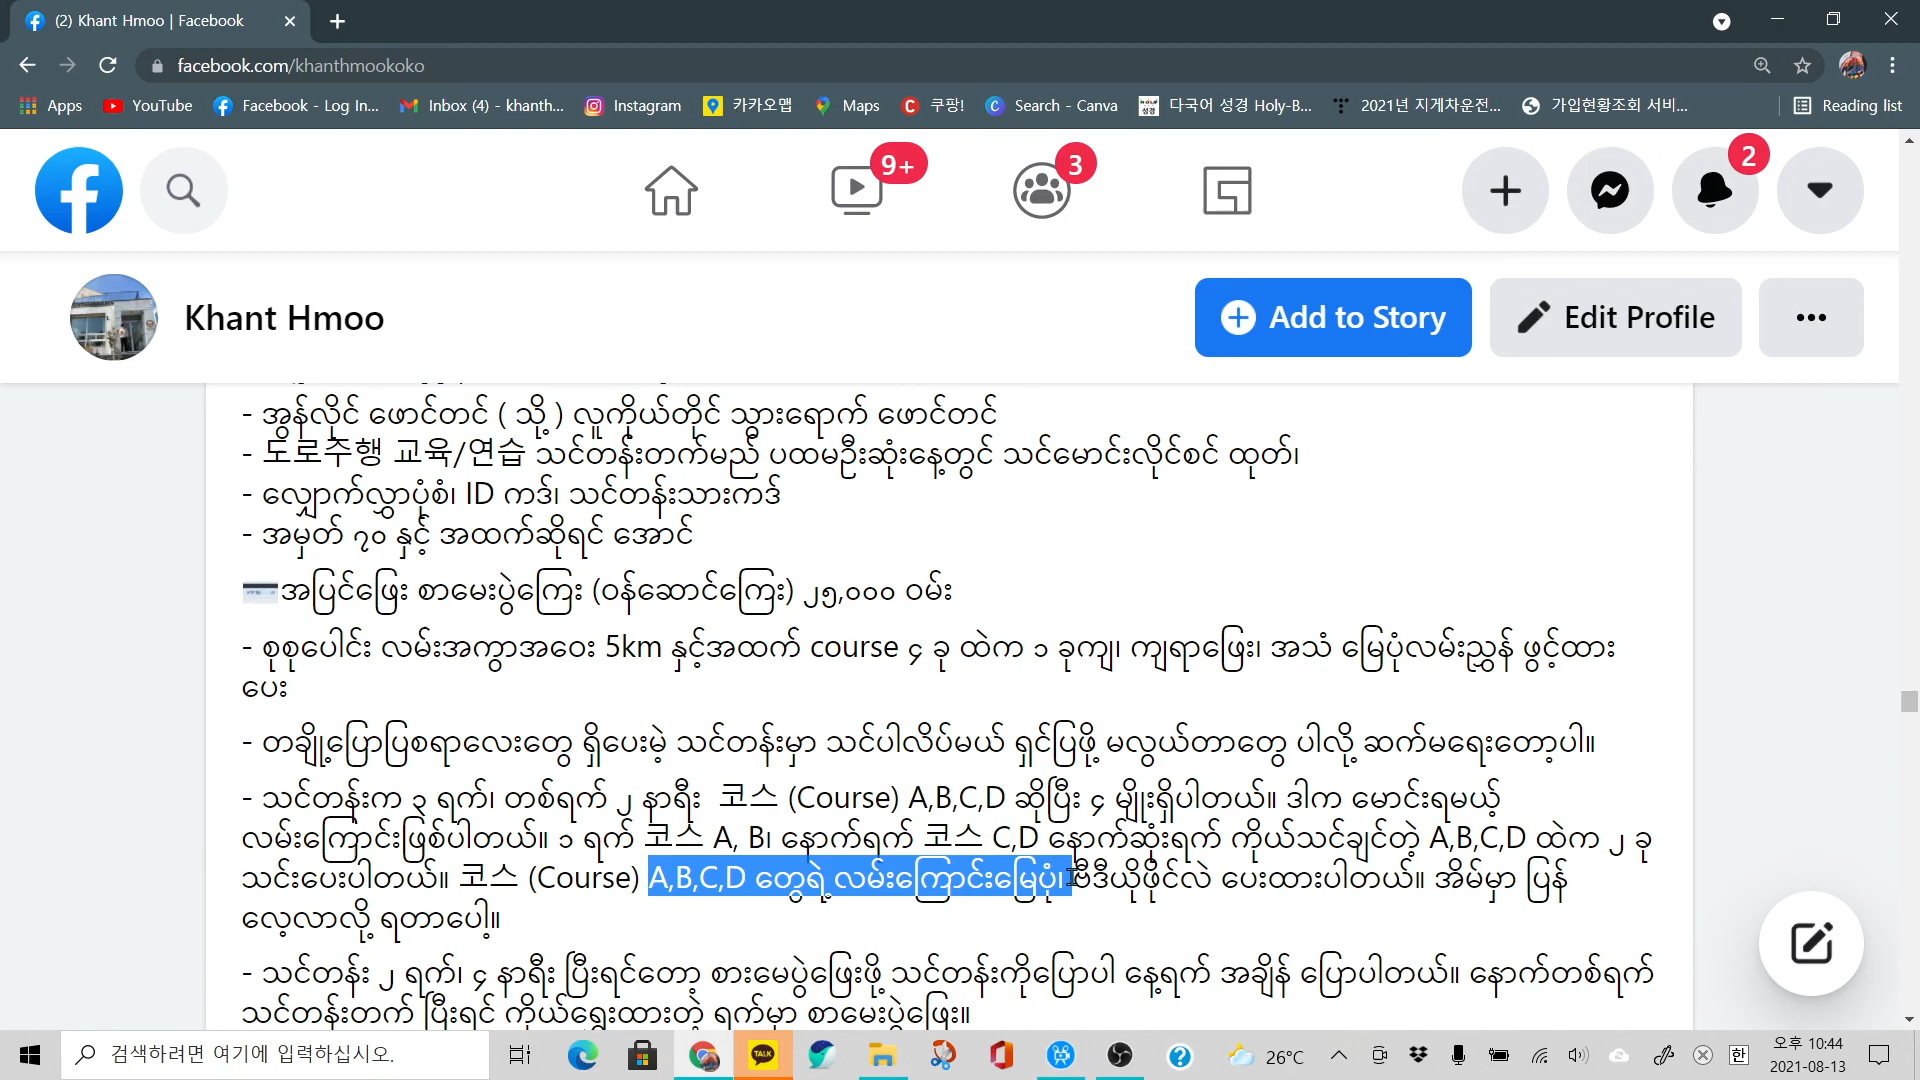 (2) Khant Hmoo | Facebook
facebook.com/khanthmookoko
Apps YouTube Facebook - Log In... Inbox (4) - khanth... Instagram 카카오맵 Maps 쿠팡! Search - Canva 다국어 성경 Holy-B... 2021년 지게차운전... 가입현황조회 서비... Reading list
9+ 3 2
Khant Hmoo Add to Story Edit Profile
- အွန်လိုင် ဖောင်တင် ( သို့ ) လူကိုယ်တိုင် သွားရောက် ဖောင်တင်
- 도로주행 교육/연습 သင်တန်းတက်မည် ပထမဦးဆုံးနေ့တွင် သင်မောင်းလိုင်စင် ထုတ်၊
- လျှောက်လွှာပုံစံ၊ ID ကဒ်၊ သင်တန်းသားကဒ်
- အမှတ် ၇၀ နှင့် အထက်ဆိုရင် အောင်
အပြင်ဖြေး စာမေးပွဲကြေး (ဝန်ဆောင်ကြေး) ၂၅,၀၀၀ ဝမ်း
- စုစုပေါင်း လမ်းအကွာအဝေး 5km နှင့်အထက် course ၄ ခု ထဲက ၁ ခုကျ၊ ကျရာဖြေး၊ အသံ မြေပုံလမ်းညွှန် ဖွင့်ထား
ပေး
- တချို့ပြောပြစရာလေးတွေ ရှိပေးမဲ့ သင်တန်းမှာ သင်ပါလိပ်မယ် ရှင်ပြဖို့ မလွယ်တာတွေ ပါလို့ ဆက်မရေးတော့ပါ။
- သင်တန်းက ၃ ရက်၊ တစ်ရက် ၂ နာရီး 코스 (Course) A,B,C,D ဆိုပြီး ၄ မျိုးရှိပါတယ်။ ဒါက မောင်းရမယ့်
လမ်းကြောင်းဖြစ်ပါတယ်။ ၁ ရက် 코스 A, B၊ နောက်ရက် 코스 C,D နောက်ဆုံးရက် ကိုယ်သင်ချင်တဲ့ A,B,C,D ထဲက ၂ ခု
သင်းပေးပါတယ်။ 코스 (Course) A,B,C,D တွေရဲ့ လမ်းကြောင်းမြေပုံ၊ ဗီဒီယိုဖိုင်လဲ ပေးထားပါတယ်။ အိမ်မှာ ပြန်
လေ့လာလို့ ရတာပေါ့။
- သင်တန်း ၂ ရက်၊ ၄ နာရီး ပြီးရင်တော့ စားမေပွဲဖြေးဖို့ သင်တန်းကိုပြောပါ နေ့ရက် အချိန် ပြောပါတယ်။ နောက်တစ်ရက်
သင်တန်းတက် ပြီးရင် ကိုယ်ရွေးထားတဲ့ ရက်မှာ စာမေးပွဲဖြေး။
검색하려면 여기에 입력하십시오. TALK 26°C 한 오후 10:44
2021-08-13